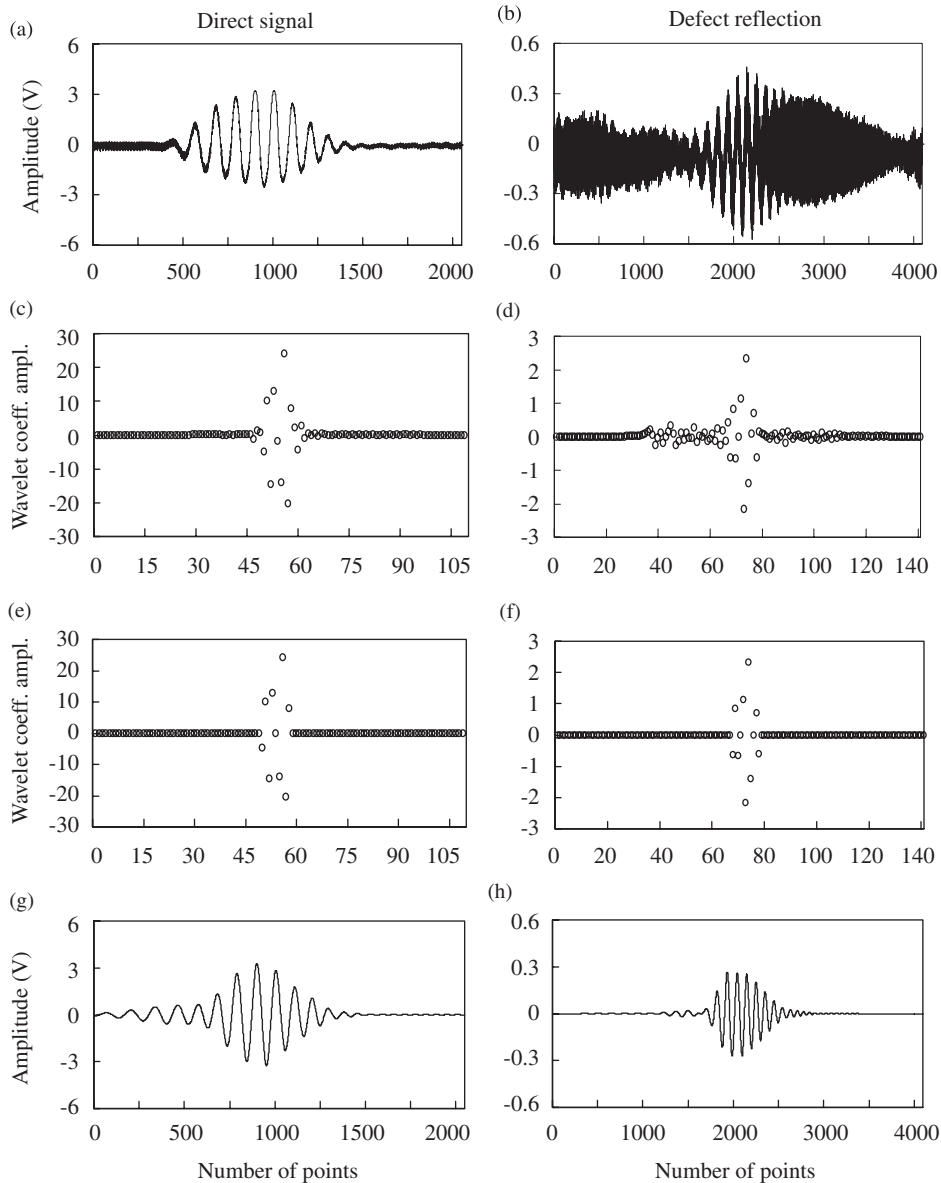 (a) Direct signal
(b) Defect reflection
Amplitude (V)
6
3
0
-3
-6
0 500 1000 1500 2000
0.6
0.3
0
-0.3
-0.6
0 1000 2000 3000 4000
(c)
Wavelet coeff. ampl.
30
20
10
0
-10
-20
-30
0 15 30 45 60 75 90 105
(d)
3
2
1
0
-1
-2
-3
0 20 40 60 80 100 120 140
(e)
Wavelet coeff. ampl.
30
20
10
0
-10
-20
-30
0 15 30 45 60 75 90 105
(f)
3
2
1
0
-1
-2
-3
0 20 40 60 80 100 120 140
(g)
Amplitude (V)
6
3
0
-3
-6
0 500 1000 1500 2000
Number of points
(h)
0.6
0.3
0
-0.3
-0.6
0 1000 2000 3000 4000
Number of points